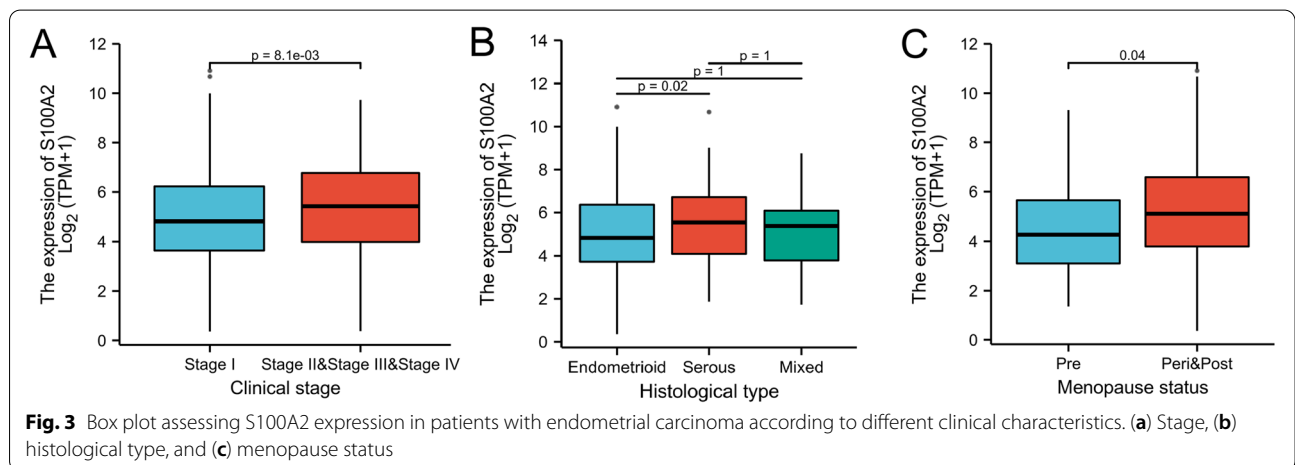 A
The expression of S100A2
Log2 (TPM+1)
12
10
8
6
4
2
0
p = 8.1e-03
Stage I
Stage II&Stage III&Stage IV
Clinical stage
B
The expression of S100A2
Log2 (TPM+1)
14
12
10
8
6
4
2
0
p = 1
p = 1
p = 0.02
Endometrioid
Serous
Mixed
Histological type
C
The expression of S100A2
Log2 (TPM+1)
12
10
8
6
4
2
0
0.04
Pre
Peri&Post
Menopause status
Fig. 3 Box plot assessing S100A2 expression in patients with endometrial carcinoma according to different clinical characteristics. (a) Stage, (b)
histological type, and (c) menopause status